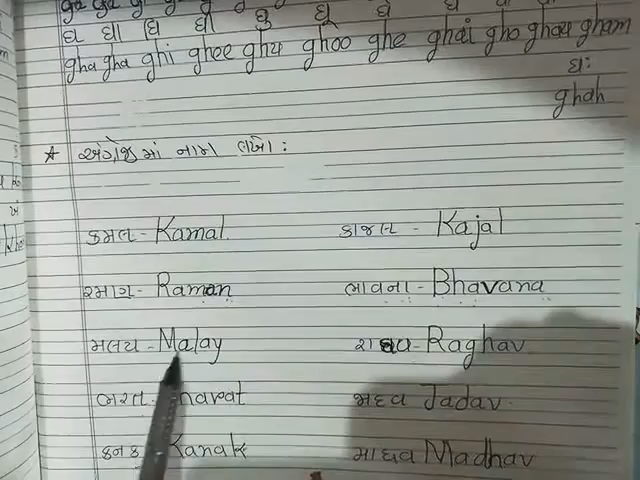 ઘ ઘા ઘિ ઘી ઘુ ઘૂ ઘે
gha gha ghi ghee ghu ghoo ghe ghai gho ghau gham
ઘઃ
ghah
* અંગ્રેજીમાં નામ લખો :
કમલ - Kamal કાજલ - Kajal
રમણ - Raman ભાવના - Bhavana
મલય - Malay રાઘવ - Raghav
ભરત - Bharat Jadav
કનક Kanak માધવ Madhav